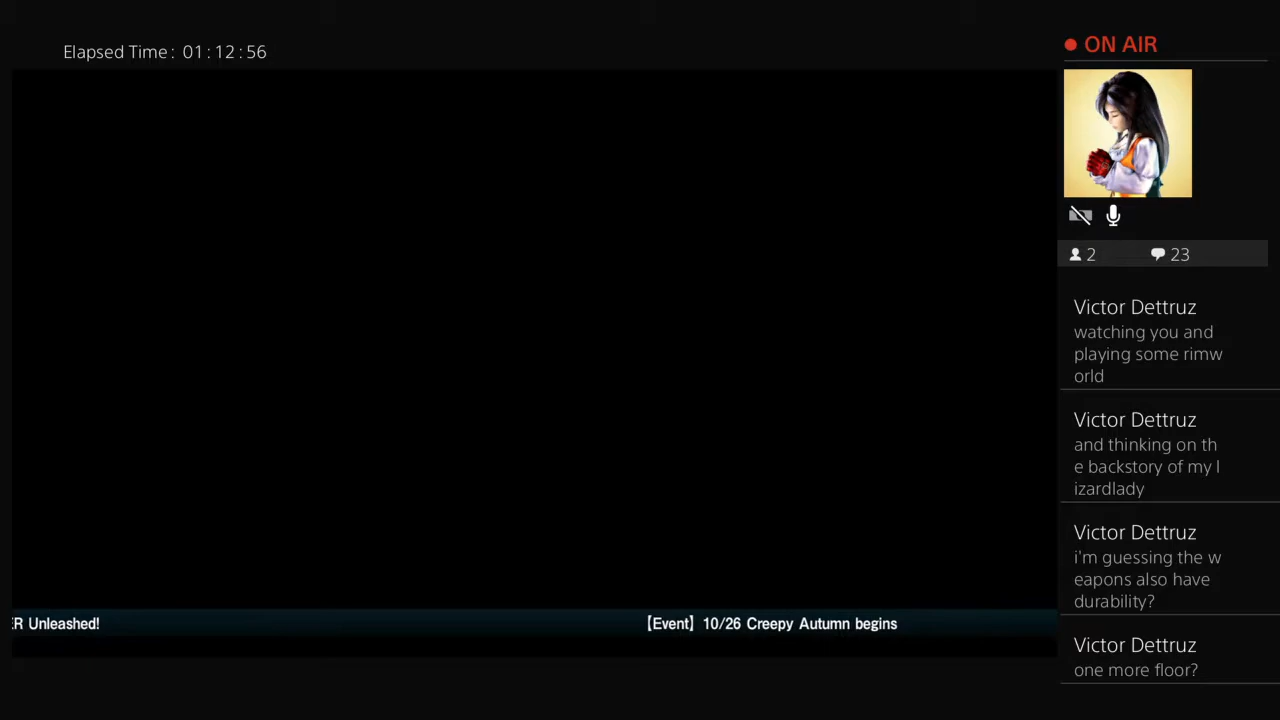 Elapsed Time: 01:12:56
ON AIR
2
23
Victor Dettruz
watching you and
playing some rimw
orld
Victor Dettruz
and thinking on th
e backstory of my l
izardlady
Victor Dettruz
i'm guessing the w
eapons also have
durability?
Victor Dettruz
one more floor?
R Unleashed!
【Event】 10/26 Creepy Autumn begins